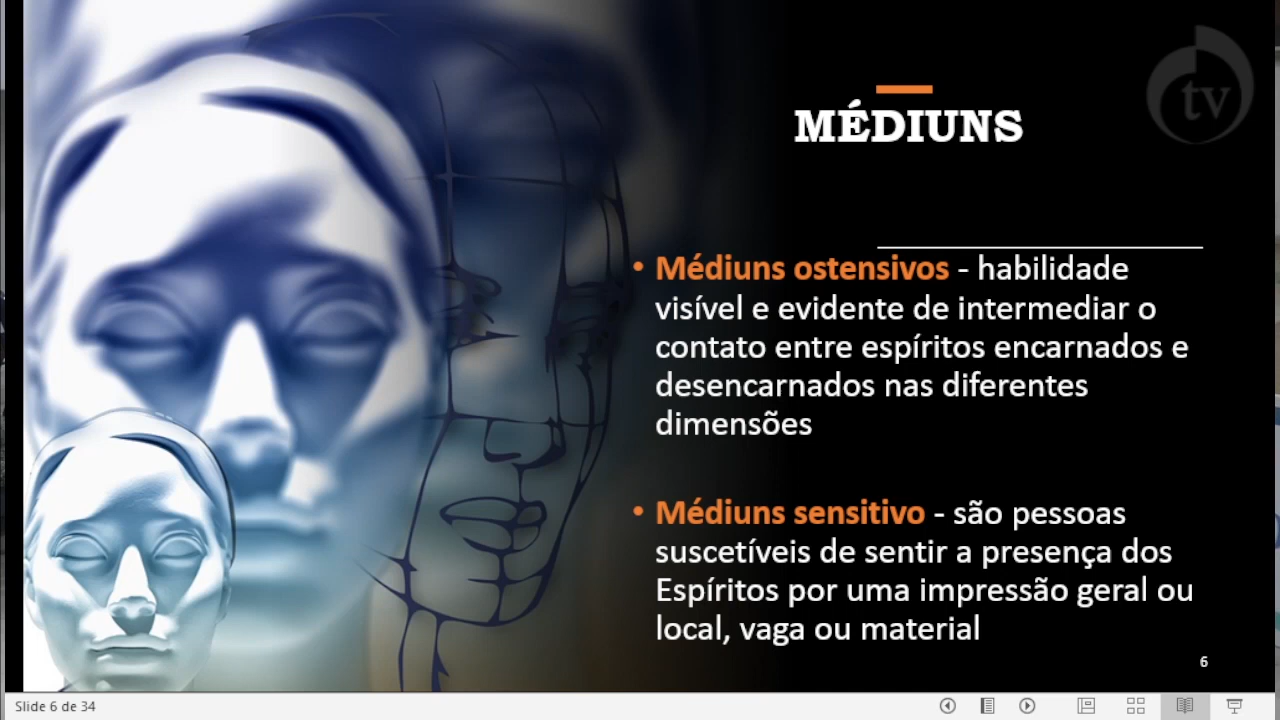 tv
MÉDIUNS
• Médiuns ostensivos - habilidade
visível e evidente de intermediar o
contato entre espíritos encarnados e
desencarnados nas diferentes
dimensões
• Médiuns sensitivo - são pessoas
suscetíveis de sentir a presença dos
Espíritos por uma impressão geral ou
local, vaga ou material
6
Slide 6 de 34